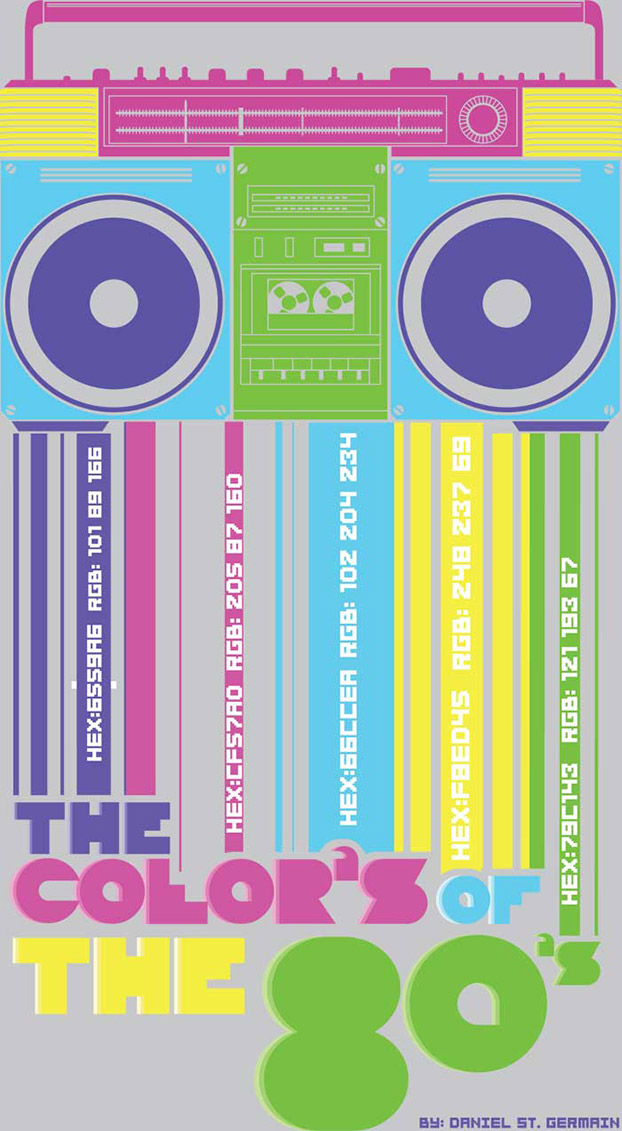 HEX:6559A6 RGB: 101 89 166
HEX:CF57A0 RGB: 205 87 160
HEX:66CCEA RGB: 102 204 234
HEX:F8ED45 RGB: 248 237 69
HEX:79C143 RGB: 121 193 67
THE
COLOR'S OF
THE 80's
BY: DANIEL ST. GERMAIN